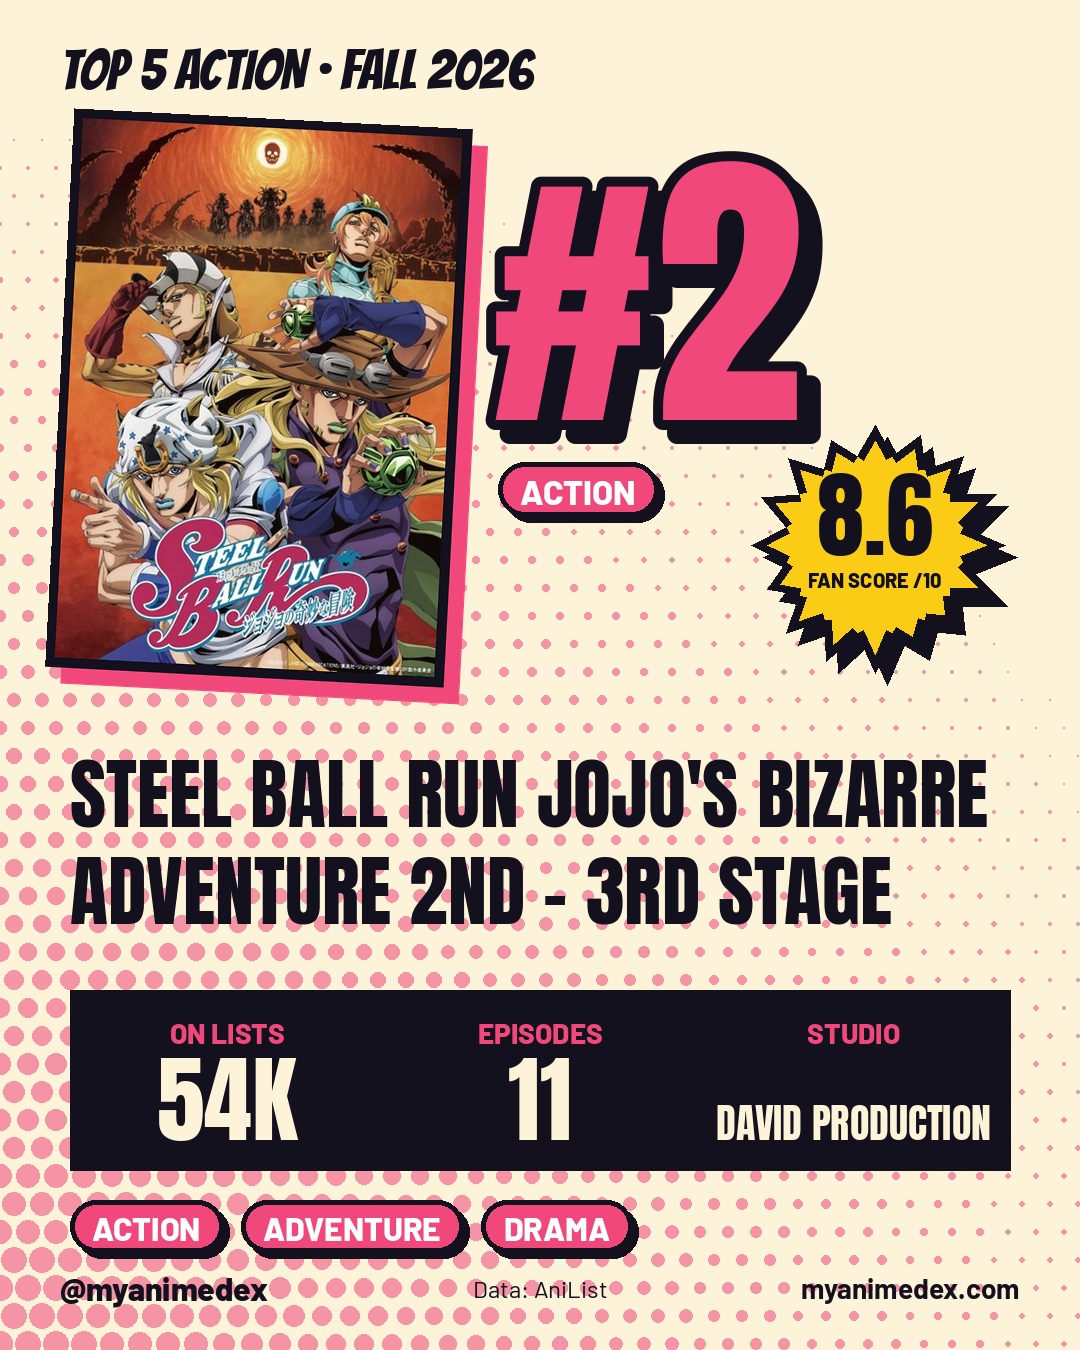 TOP 5 ACTION • FALL 2026
#2
ACTION
8.6
FAN SCORE /10
STEEL
BALL RUN
ジョジョの奇妙な冒険
STEEL BALL RUN JOJO'S BIZARRE
ADVENTURE 2ND - 3RD STAGE
ON LISTS
54K
EPISODES
11
STUDIO
DAVID PRODUCTION
ACTION
ADVENTURE
DRAMA
@myanimedex
Data: AniList
myanimedex.com